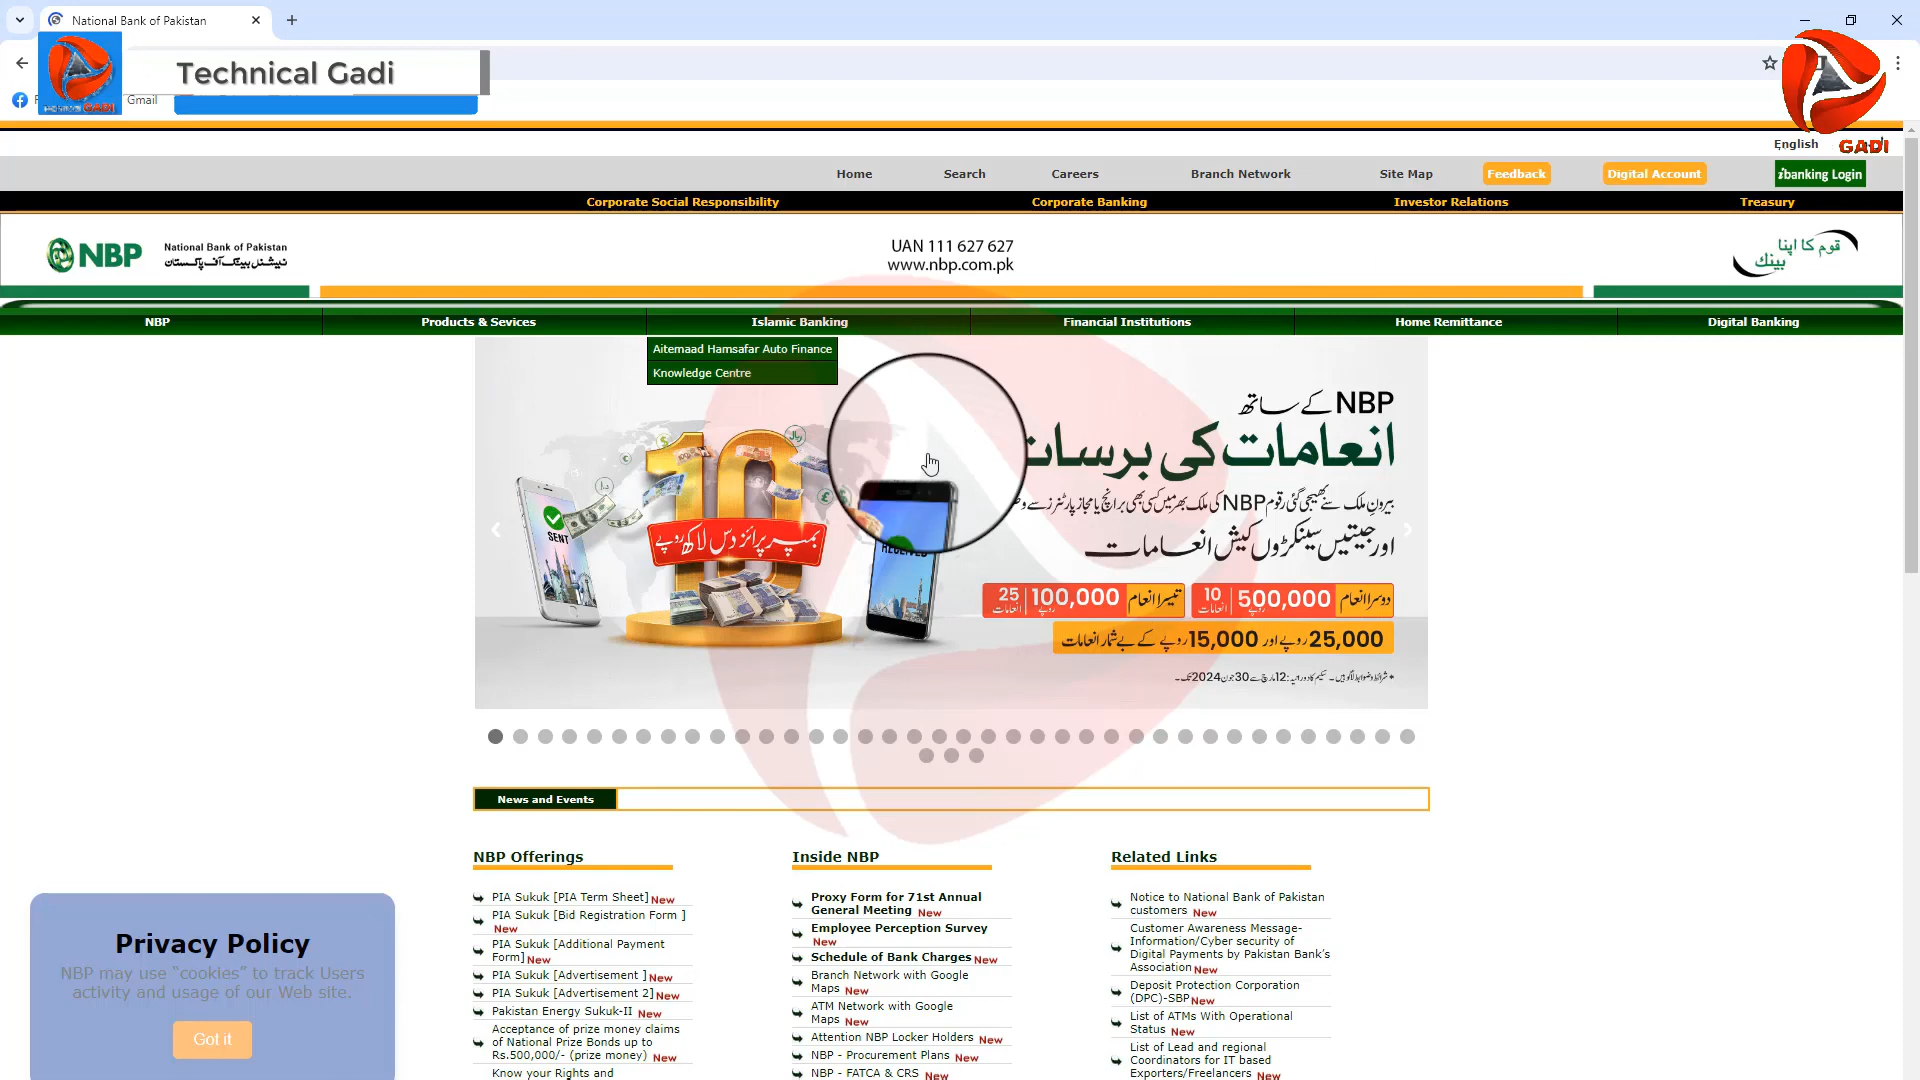 National Bank of Pakistan
Technical Gadi
Gmail
GADI
English
Home
Search
Careers
Branch Network
Site Map
Feedback
Digital Account
ibanking Login
Corporate Social Responsibility
Corporate Banking
Investor Relations
Treasury
NBP
National Bank of Pakistan
نیشنل بینک آف پاکستان
UAN 111 627 627
www.nbp.com.pk
قوم کا اپنا
بینک
NBP
Products & Sevices
Islamic Banking
Financial Institutions
Home Remittance
Digital Banking
Aitemaad Hamsafar Auto Finance
Knowledge Centre
NBP کے ساتھ
انعامات کی برسات
بیرونِ ملک سے بھیجی گئی رقوم NBP کی ملک بھر میں کسی بھی برانچ یا مجاز پارٹنرز سے
اور جیتیں سینکڑوں کیش انعامات
دوسرا انعام 500,000 روپے 10 انعامات
تیسرا انعام 100,000 روپے 25 انعامات
25,000 روپے اور 15,000 روپے کے بے شمار انعامات
* شرائط و ضوابط لاگو ہیں۔ سکیم کا دورانیہ: 12 مارچ سے 30 جون 2024 تک۔
10
بمپر پرائز دس لاکھ روپے
SENT
RECEIVED
News and Events
NBP Offerings
PIA Sukuk [PIA Term Sheet] New
PIA Sukuk [Bid Registration Form ]
New
PIA Sukuk [Additional Payment
Form] New
PIA Sukuk [Advertisement ] New
PIA Sukuk [Advertisement 2] New
Pakistan Energy Sukuk-II New
Acceptance of prize money claims
of National Prize Bonds up to
Rs.500,000/- (prize money) New
Know your Rights and
Inside NBP
Proxy Form for 71st Annual
General Meeting New
Employee Perception Survey
New
Schedule of Bank Charges New
Branch Network with Google
Maps New
ATM Network with Google
Maps New
Attention NBP Locker Holders New
NBP - Procurement Plans New
NBP - FATCA & CRS New
Related Links
Notice to National Bank of Pakistan
customers New
Customer Awareness Message-
Information/Cyber security of
Digital Payments by Pakistan Bank’s
Association New
Deposit Protection Corporation
(DPC)-SBP New
List of ATMs With Operational
Status New
List of Lead and regional
Coordinators for IT based
Exporters/Freelancers New
Privacy Policy
NBP may use “cookies” to track Users
activity and usage of our Web site.
Got it